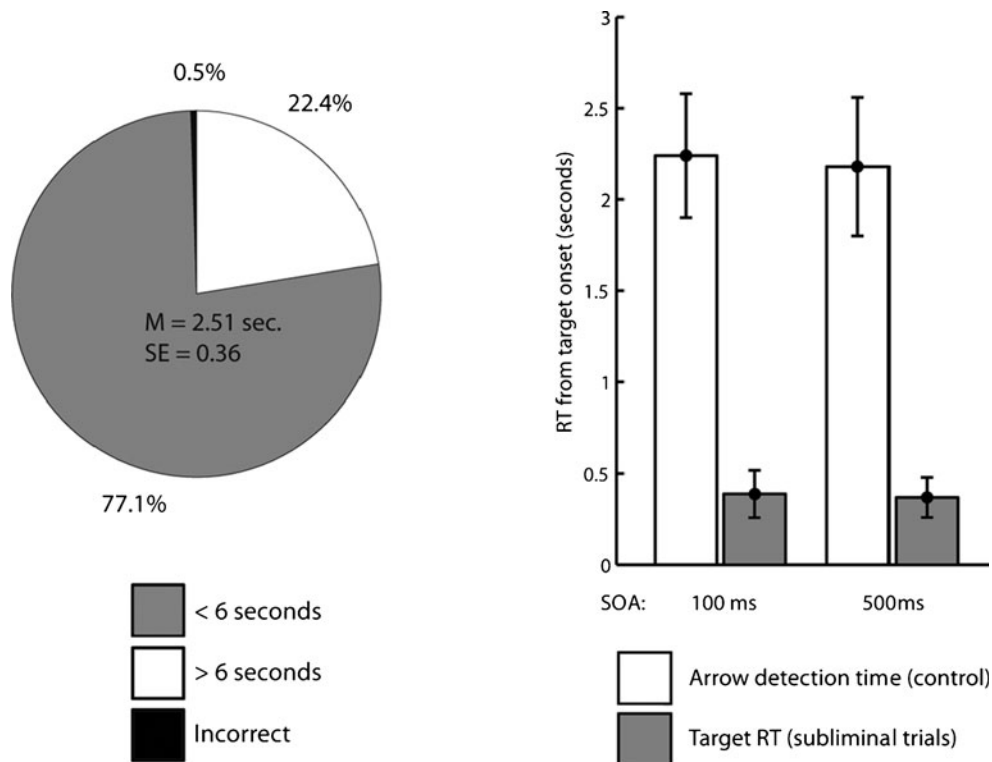 0.5%
22.4%
M = 2.51 sec.
SE = 0.36
77.1%
< 6 seconds
> 6 seconds
Incorrect
RT from target onset (seconds)
3
2.5
2
1.5
1
0.5
0
SOA: 100 ms 500ms
Arrow detection time (control)
Target RT (subliminal trials)